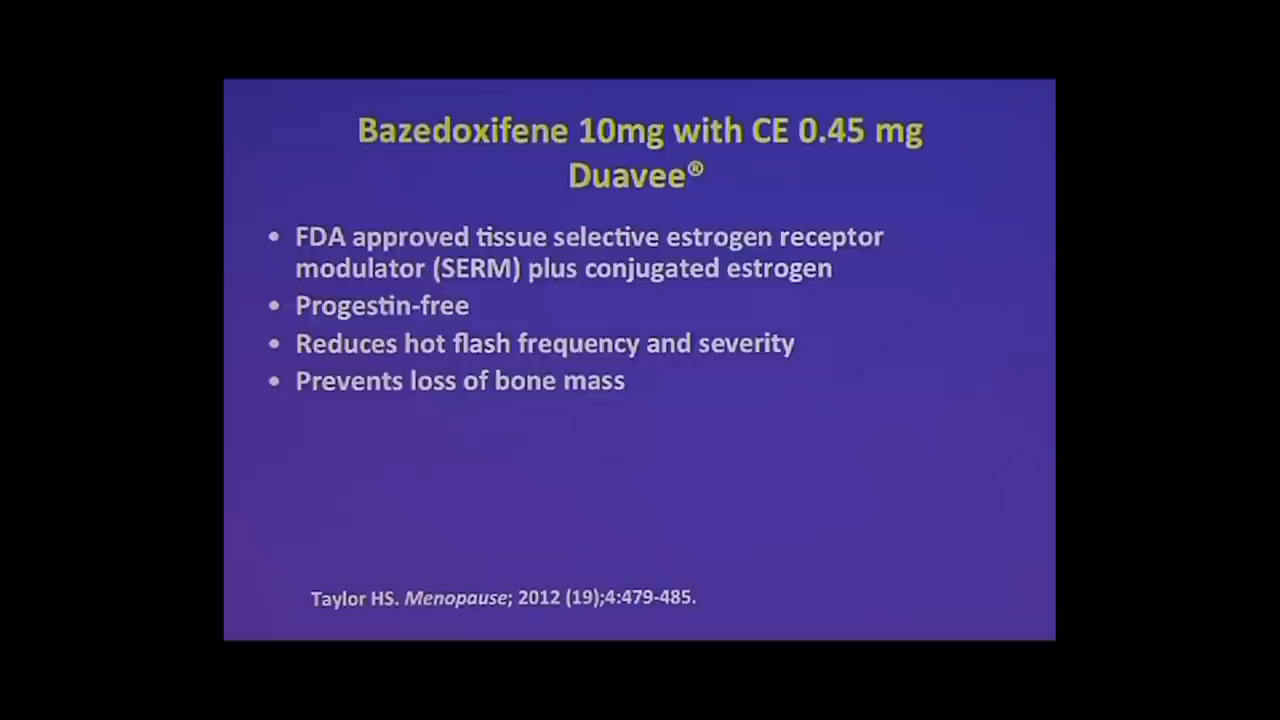 Bazedoxifene 10mg with CE 0.45 mg
Duavee®
• FDA approved tissue selective estrogen receptor
modulator (SERM) plus conjugated estrogen
• Progestin-free
• Reduces hot flash frequency and severity
• Prevents loss of bone mass
Taylor HS. Menopause; 2012 (19);4:479-485.